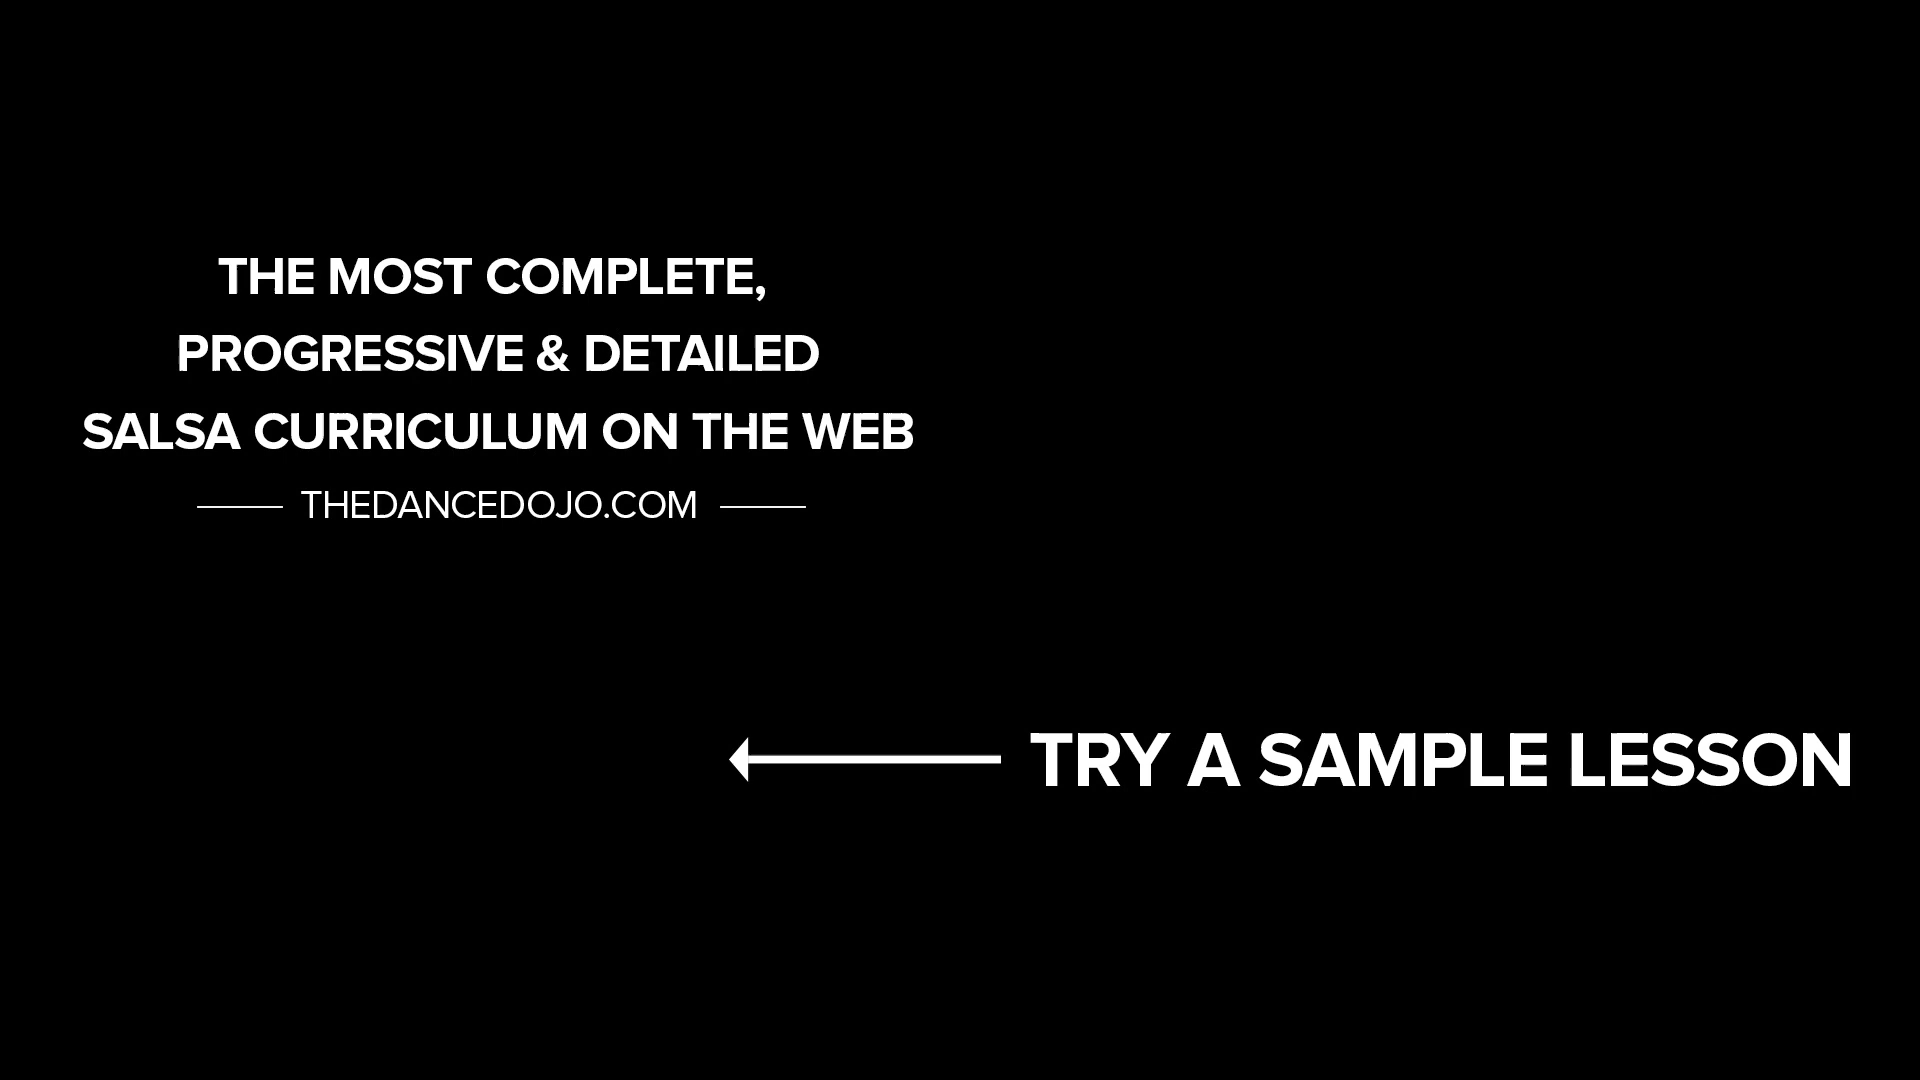 THE MOST COMPLETE,
PROGRESSIVE & DETAILED
SALSA CURRICULUM ON THE WEB
THEDANCEDOJO.COM
TRY A SAMPLE LESSON